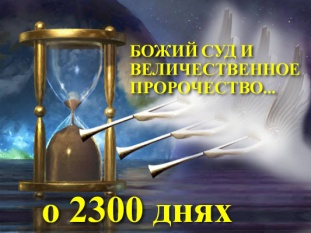 БОЖИЙ СУД И
ВЕЛИЧЕСТВЕННОЕ
ПРОРОЧЕСТВО...
о 2300 днях